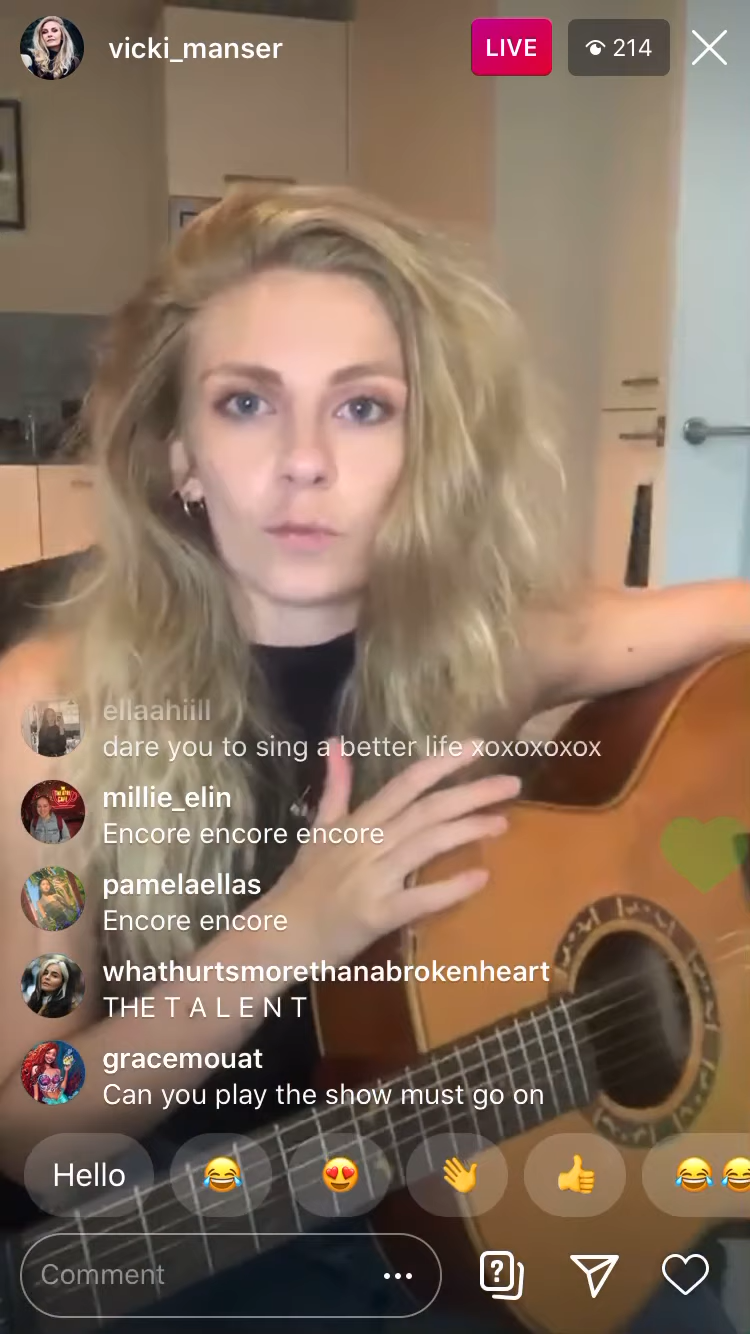 vicki_manser
LIVE
214
ellaahiill
dare you to sing a better life xoxoxoxox
millie_elin
Encore encore encore
pamelaellas
Encore encore
whathurtsmorethanabrokenheart
THE T A L E N T
gracemouat
Can you play the show must go on
Hello
Comment